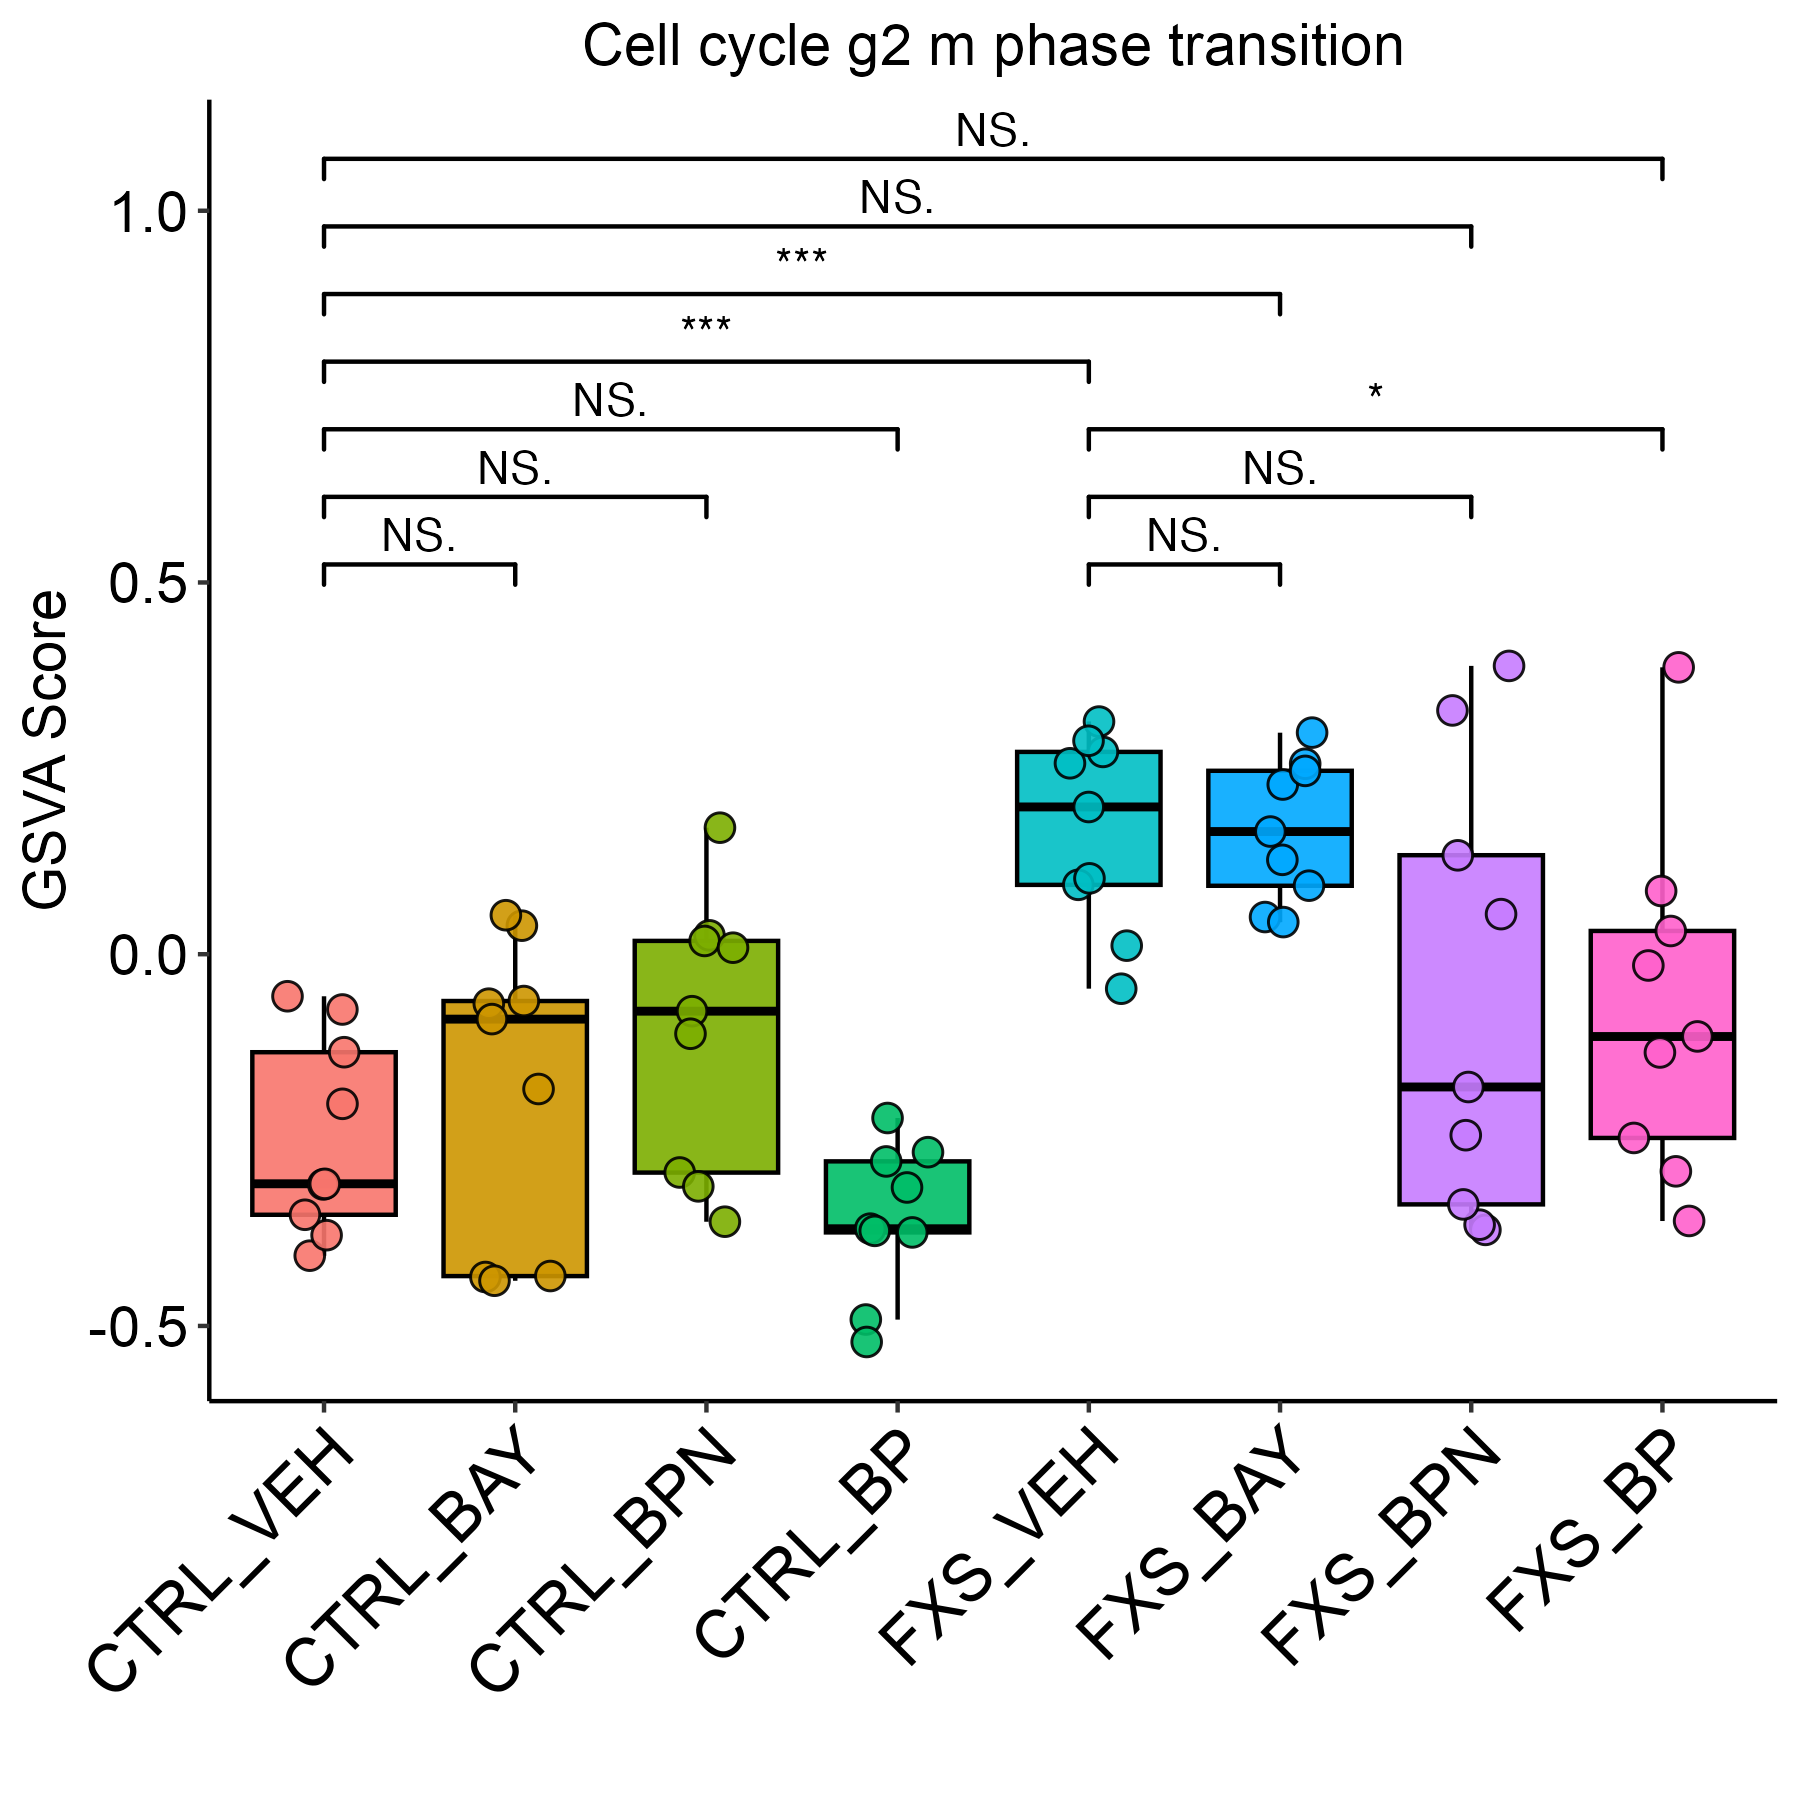 Cell cycle g2 m phase transition
NS.
NS.
***
***
NS.
*
NS.
NS.
NS.
NS.
1.0
0.5
0.0
-0.5
GSVA Score
CTRL_VEH
CTRL_BAY
CTRL_BPN
CTRL_BP
FXS_VEH
FXS_BAY
FXS_BPN
FXS_BP